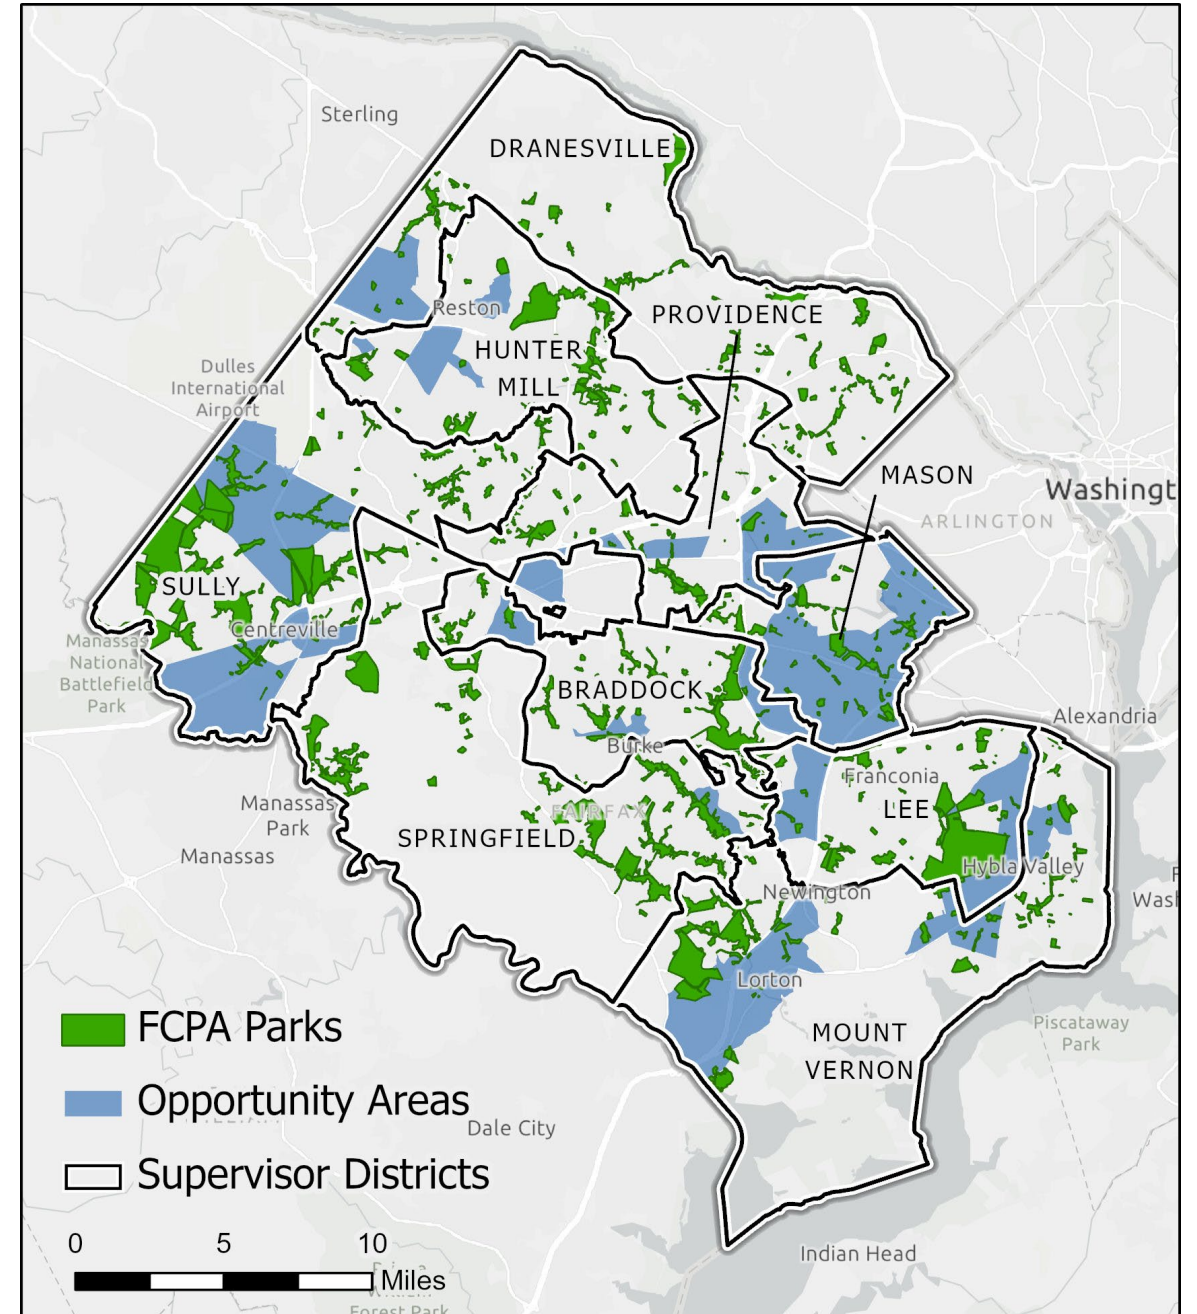 Sterling
DRANESVILLE
Reston
PROVIDENCE
HUNTER
MILL
Dulles
International
Airport
MASON
Washingt
ARLINGTON
SULLY
Centreville
Manassas
National
Battlefield
Park
BRADDOCK
Burke
Alexandria
Franconia
LEE
Manassas
Park
FAIRFAX
SPRINGFIELD
Manassas
Hybla Valley
Newington
F
Wash
Lorton
FCPA Parks
MOUNT
VERNON
Piscataway
Park
Opportunity Areas
Dale City
Supervisor Districts
0 5 10
Miles
Indian Head
Forest Park